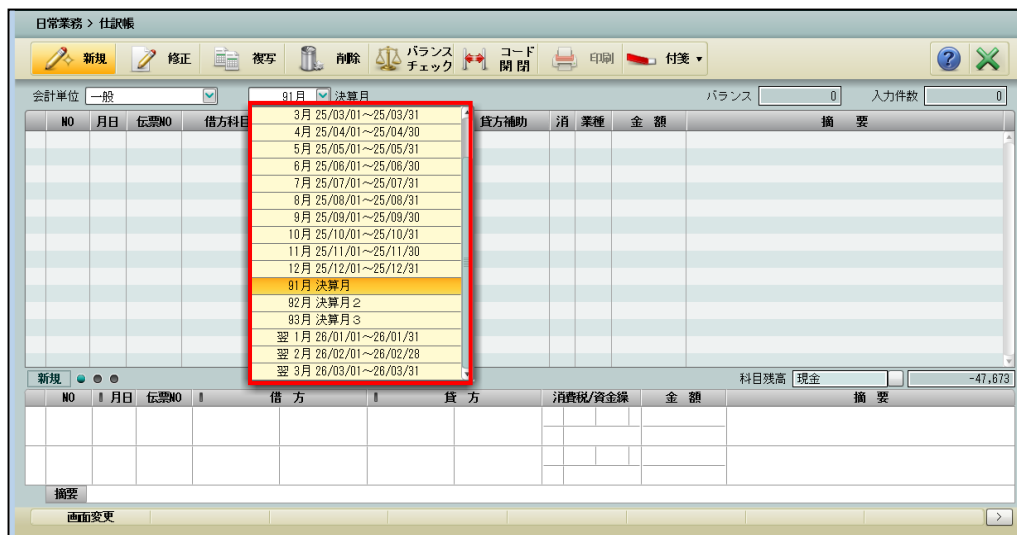 日常業務 > 仕訳帳
新規 修正 複写 削除 バランスチェック コード開閉 印刷 付箋 ▼
会計単位 一般 91月 決算月 バランス 0 入力件数 0
NO 月日 伝票NO 借方科目 貸方補助 消 業種 金 額 摘 要
3月 25/03/01～25/03/31
4月 25/04/01～25/04/30
5月 25/05/01～25/05/31
6月 25/06/01～25/06/30
7月 25/07/01～25/07/31
8月 25/08/01～25/08/31
9月 25/09/01～25/09/30
10月 25/10/01～25/10/31
11月 25/11/01～25/11/30
12月 25/12/01～25/12/31
91月 決算月
92月 決算月２
93月 決算月３
翌 1月 26/01/01～26/01/31
翌 2月 26/02/01～26/02/28
翌 3月 26/03/01～26/03/31
新規 科目残高 現金 -47,673
NO 月日 伝票NO 借 方 貸 方 消費税/資金繰 金 額 摘 要
摘要
画面変更